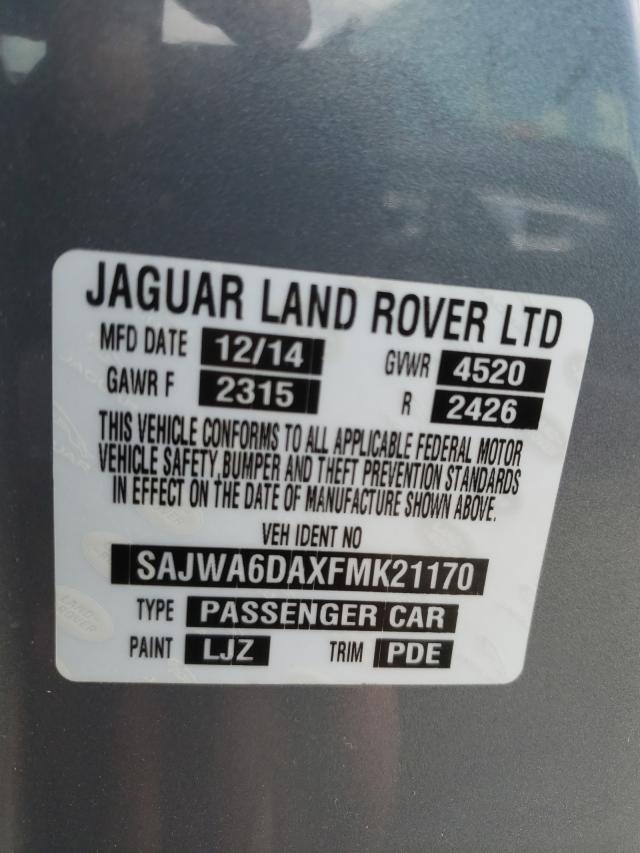 JAGUAR LAND ROVER LTD
MFD DATE 12/14 GVWR 4520
GAWR F 2315 R 2426
THIS VEHICLE CONFORMS TO ALL APPLICABLE FEDERAL MOTOR
VEHICLE SAFETY, BUMPER AND THEFT PREVENTION STANDARDS
IN EFFECT ON THE DATE OF MANUFACTURE SHOWN ABOVE.
VEH IDENT NO
SAJWA6DAXFMK21170
TYPE PASSENGER CAR
PAINT LJZ TRIM PDE
LAND
ROVER